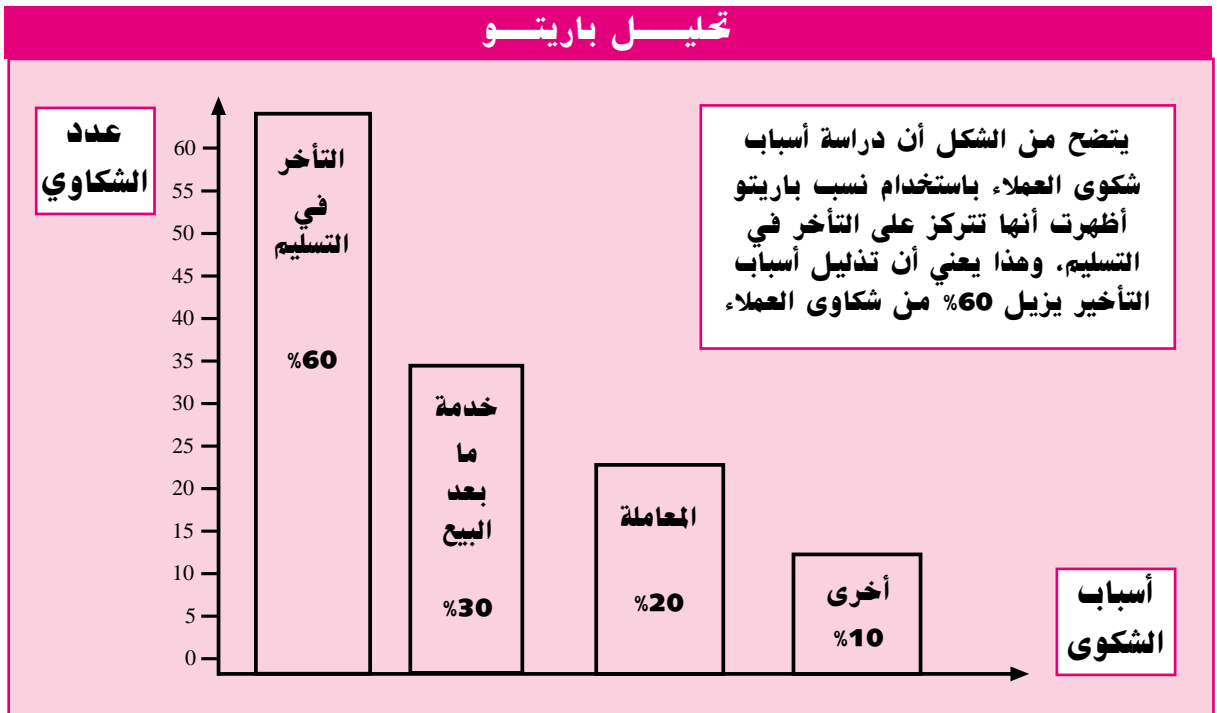 تحليـــــل باريتـــــو
عدد
الشكاوي
60
55
50
45
40
35
30
25
20
15
10
5
0
التأخر
في
التسليم
%60
خدمة
ما
بعد
البيع
%30
المعاملة
%20
أخرى
%10
يتضح من الشكل أن دراسة أسباب
شكوى العملاء باستخدام نسب باريتو
أظهرت أنها تتركز على التأخر في
التسليم. وهذا يعني أن تذليل أسباب
التأخير يزيل 60% من شكاوى العملاء
أسباب
الشكوى